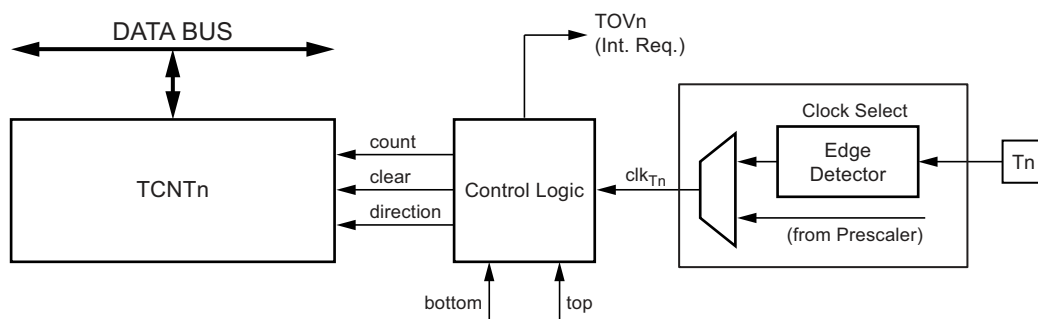 DATA BUS
TOVn
(Int. Req.)
Clock Select
count
clear
direction
TCNTn
Control Logic
clkTn
Edge
Detector
Tn
(from Prescaler)
bottom
top